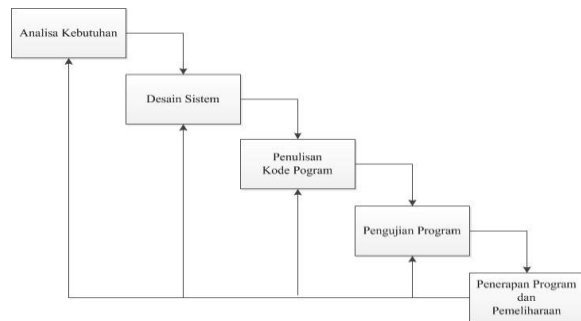 Analisa Kebutuhan
Desain Sistem
Penulisan
Kode Pogram
Pengujian Program
Penerapan Program
dan
Pemeliharaan